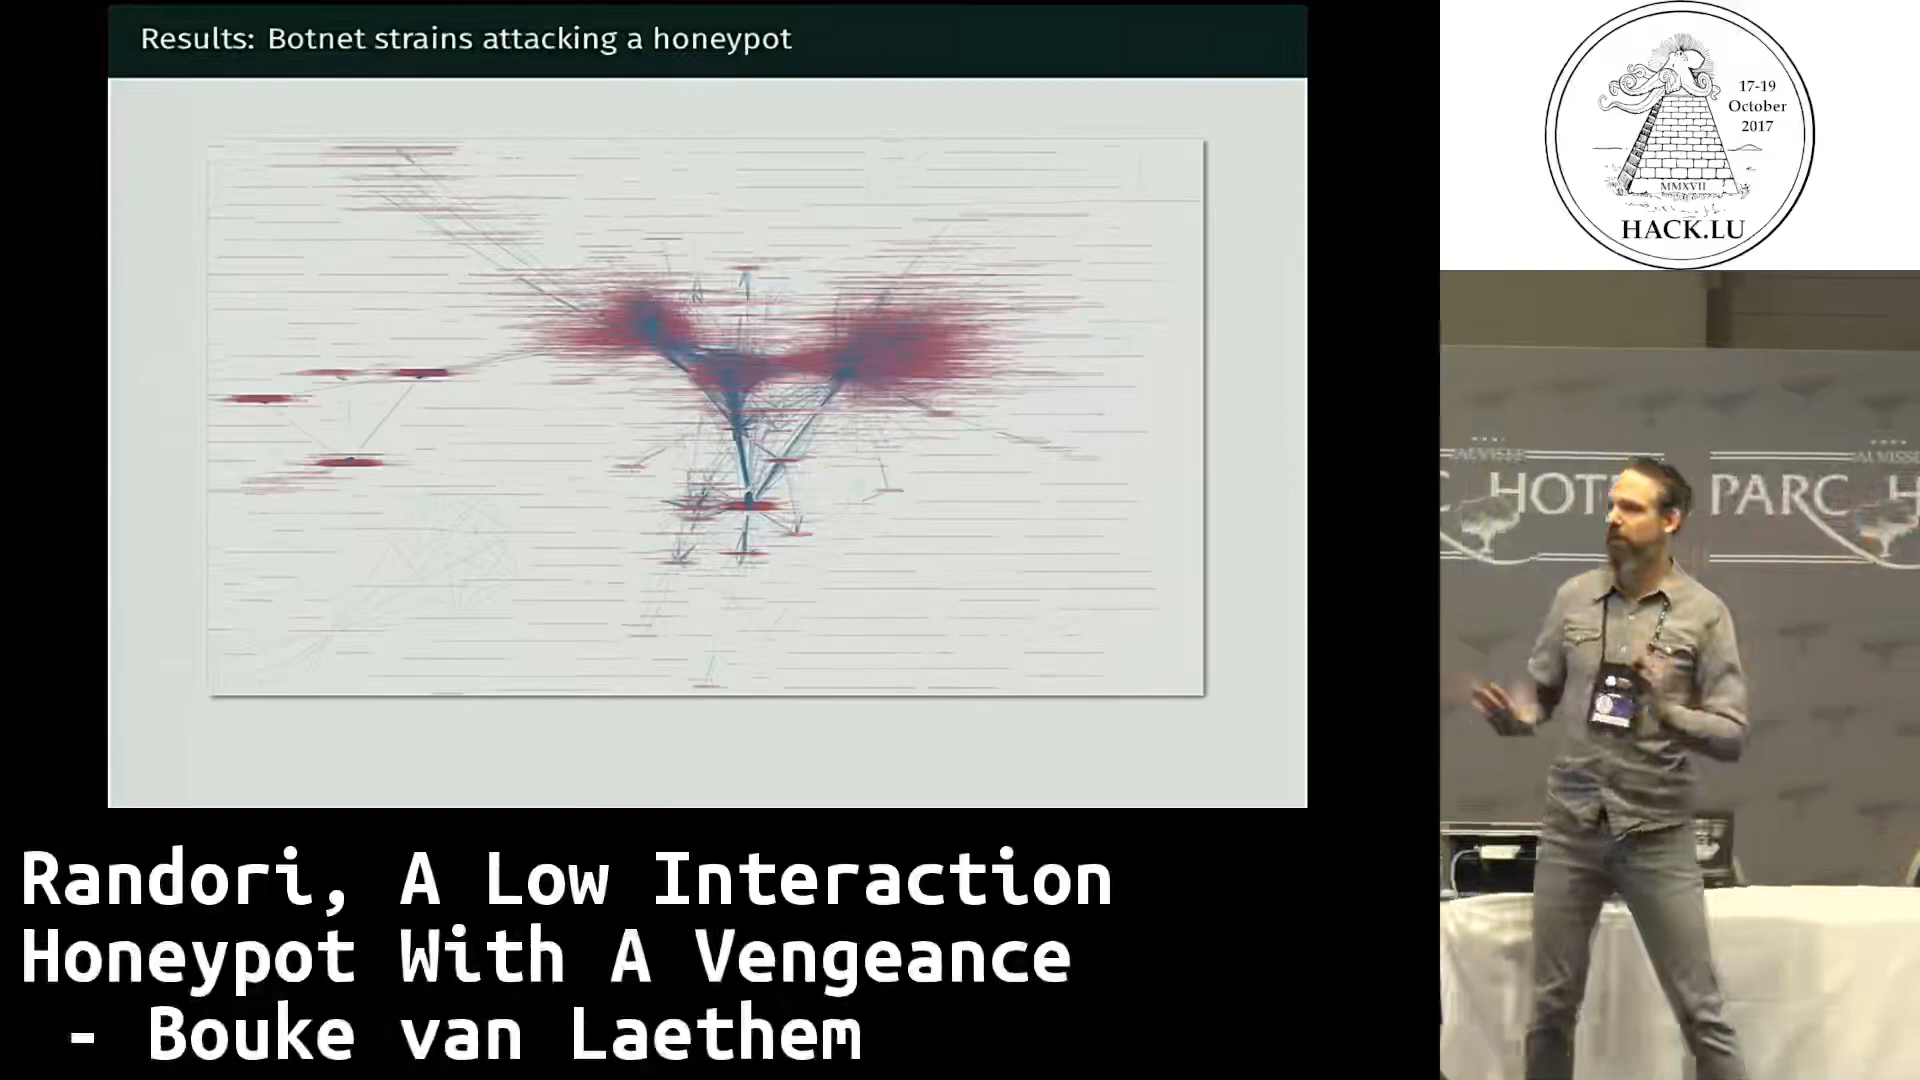 Results: Botnet strains attacking a honeypot
17-19
October
2017
MMXVII
HACK.LU
HOTEL PARC H
Randori, A Low Interaction
Honeypot With A Vengeance
- Bouke van Laethem